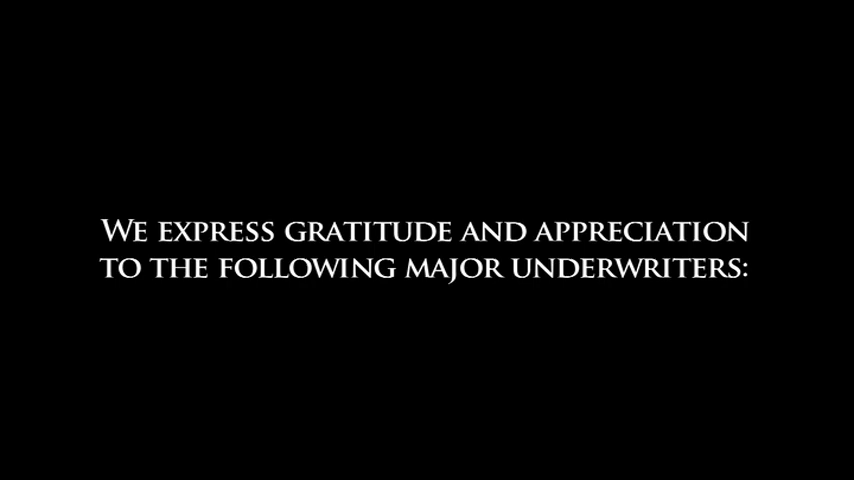 We express gratitude and appreciation
to the following major underwriters: